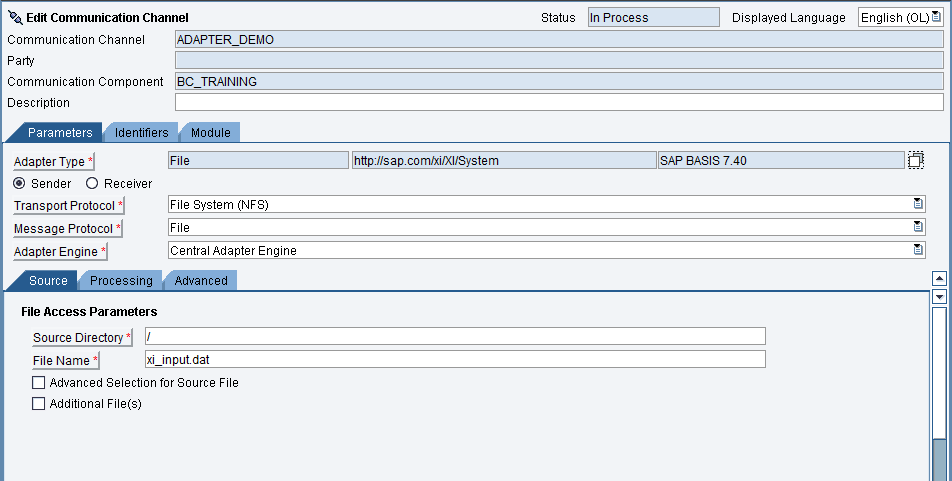 Edit Communication Channel Status In Process Displayed Language English (OL)
Communication Channel ADAPTER_DEMO
Party
Communication Component BC_TRAINING
Description
Parameters Identifiers Module
Adapter Type * File http://sap.com/xi/XI/System SAP BASIS 7.40
Sender Receiver
Transport Protocol * File System (NFS)
Message Protocol * File
Adapter Engine * Central Adapter Engine
Source Processing Advanced
File Access Parameters
Source Directory * /
File Name * xi_input.dat
Advanced Selection for Source File
Additional File(s)